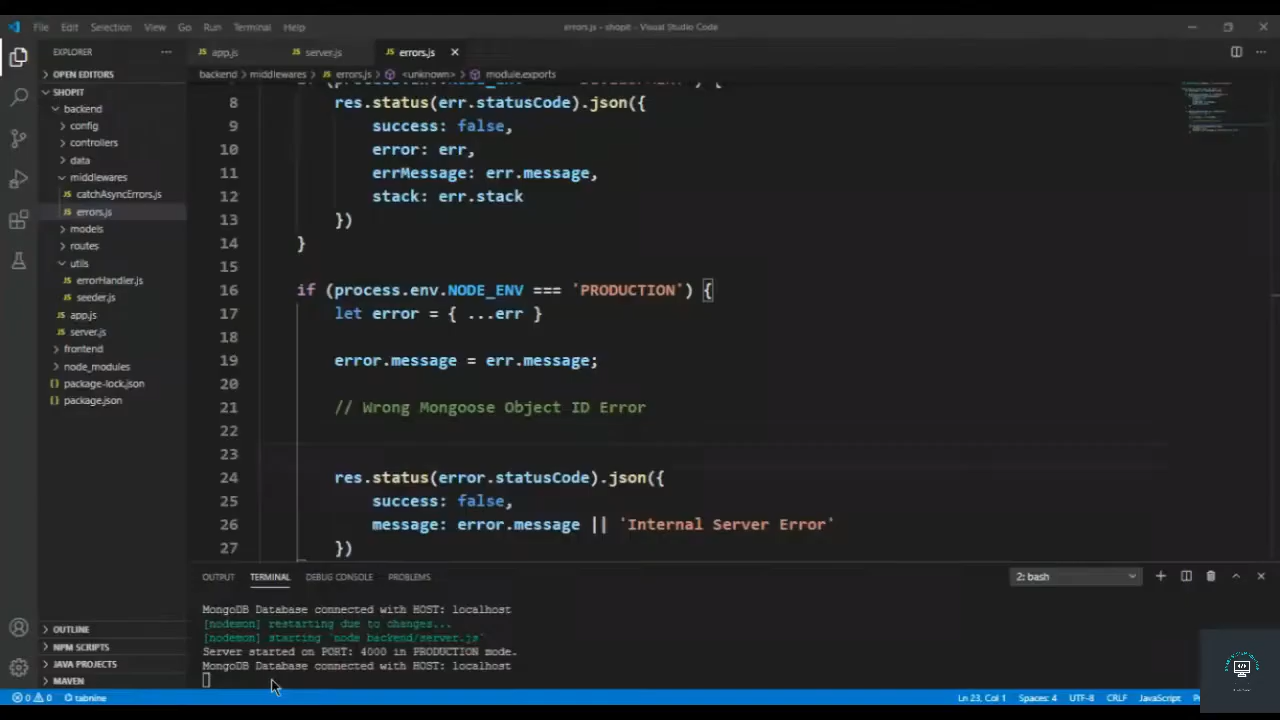 File Edit Selection View Go Run Terminal Help
errors.js - shopit - Visual Studio Code
EXPLORER
app.js
server.js
errors.js
OPEN EDITORS
backend > middlewares > errors.js > <unknown> > module.exports
SHOPIT
backend
config
controllers
data
middlewares
catchAsyncErrors.js
errors.js
models
routes
utils
errorHandler.js
seeder.js
app.js
server.js
frontend
node_modules
package-lock.json
package.json
8 res.status(err.statusCode).json({
9 success: false,
10 error: err,
11 errMessage: err.message,
12 stack: err.stack
13 })
14 }
15
16 if (process.env.NODE_ENV === 'PRODUCTION') {
17 let error = { ...err }
18
19 error.message = err.message;
20
21 // Wrong Mongoose Object ID Error
22
23
24 res.status(error.statusCode).json({
25 success: false,
26 message: error.message || 'Internal Server Error'
27 })
OUTPUT TERMINAL DEBUG CONSOLE PROBLEMS
2: bash
MongoDB Database connected with HOST: localhost
[nodemon] restarting due to changes...
[nodemon] starting `node backend/server.js`
Server started on PORT: 4000 in PRODUCTION mode.
MongoDB Database connected with HOST: localhost
OUTLINE
NPM SCRIPTS
JAVA PROJECTS
MAVEN
0 0 tabnine
Ln 23, Col 1 Spaces: 4 UTF-8 CRLF JavaScript